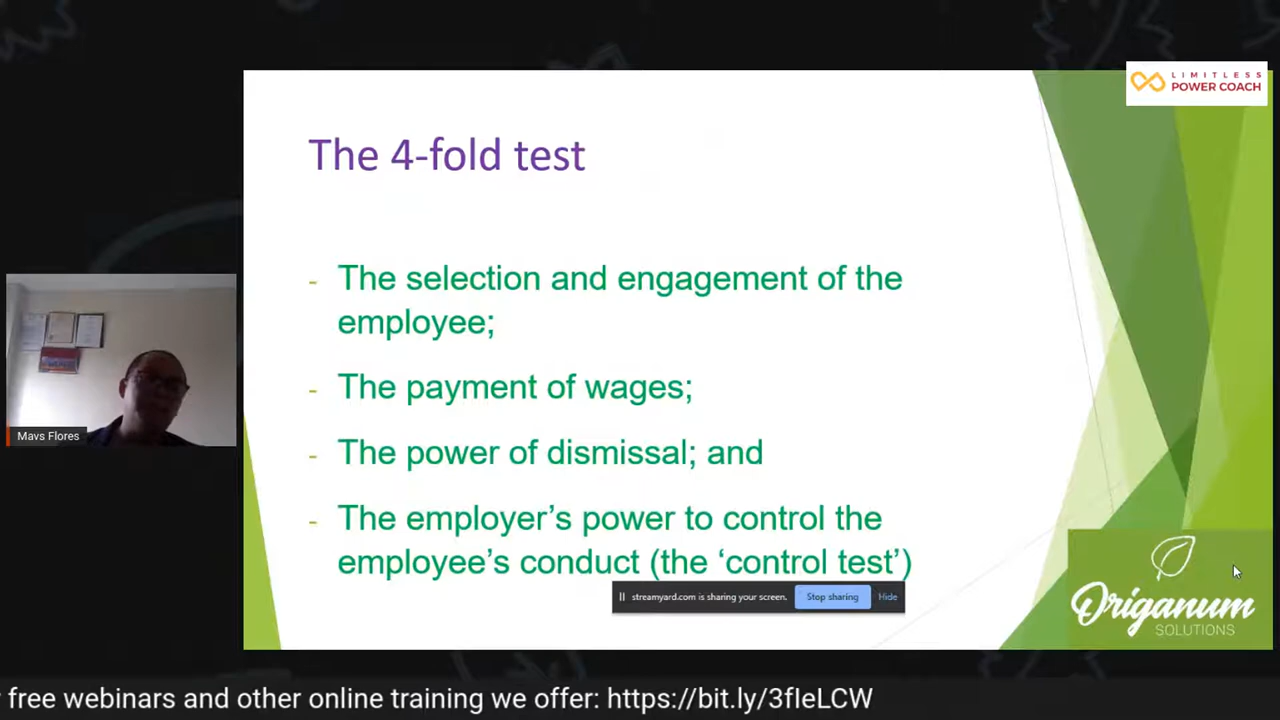 LIMITLESS
POWER COACH
The 4-fold test
- The selection and engagement of the
employee;
- The payment of wages;
- The power of dismissal; and
- The employer’s power to control the
employee’s conduct (the ‘control test’)
Mavs Flores
streamyard.com is sharing your screen. Stop sharing Hide
Origanum
SOLUTIONS
free webinars and other online training we offer: https://bit.ly/3fIeLCW